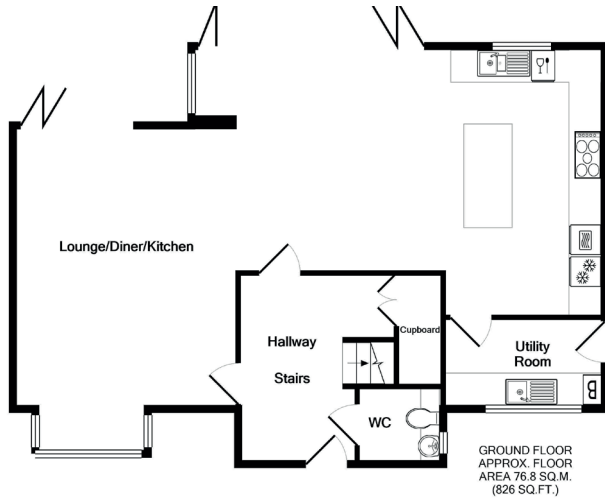 Lounge/Diner/Kitchen
Hallway
Stairs
Cupboard
Utility
Room
WC
B
GROUND FLOOR
APPROX. FLOOR
AREA 76.8 SQ.M.
(826 SQ.FT.)